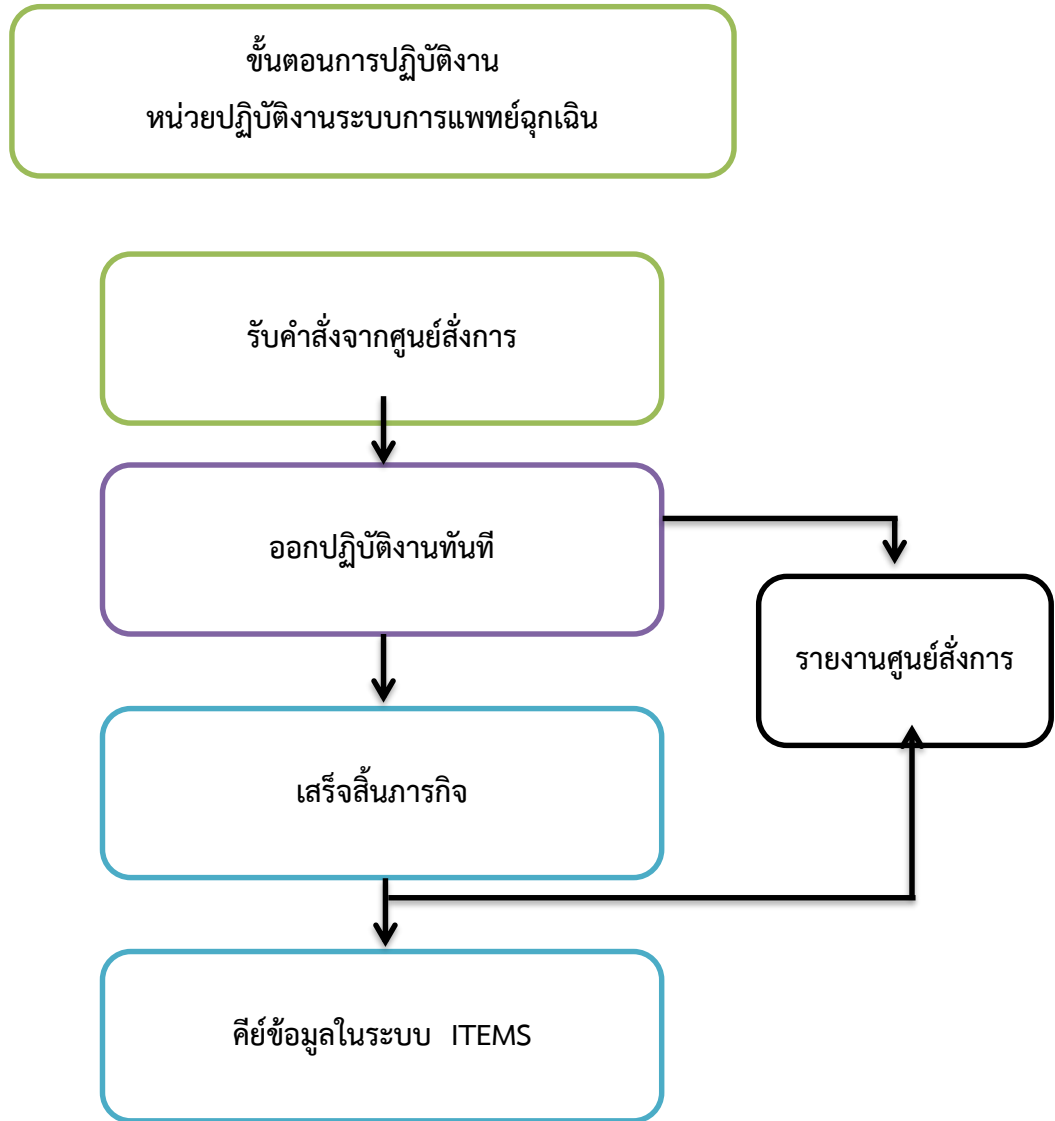 ขั้นตอนการปฏิบัติงาน
หน่วยปฏิบัติงานระบบการแพทย์ฉุกเฉิน
รับคำสั่งจากศูนย์สั่งการ
ออกปฏิบัติงานทันที
รายงานศูนย์สั่งการ
เสร็จสิ้นภารกิจ
คีย์ข้อมูลในระบบ ITEMS